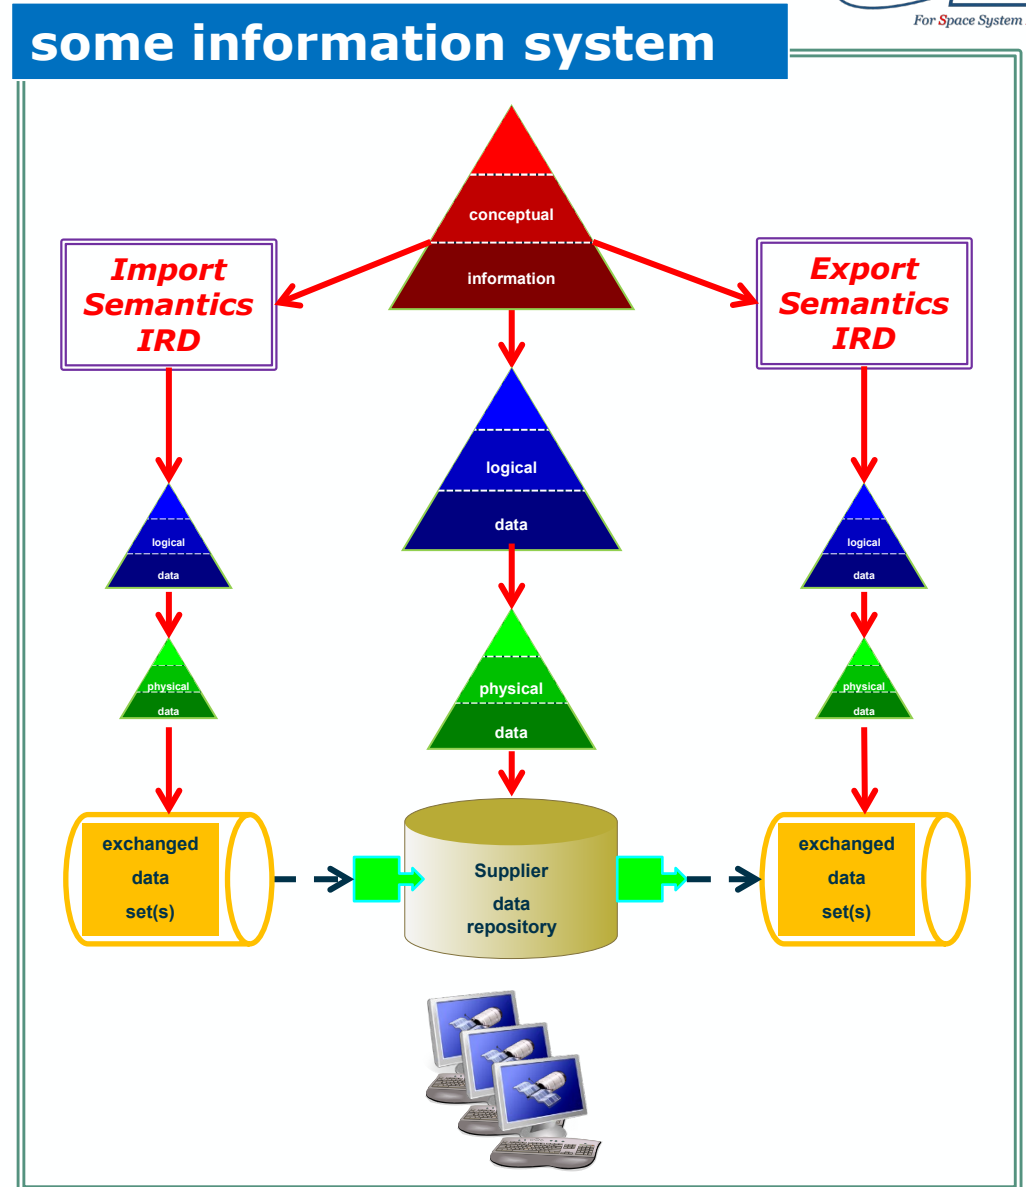 For Space System
some information system
conceptual
information
Import
Semantics
IRD
Export
Semantics
IRD
logical
data
logical
data
logical
data
physical
data
physical
data
physical
data
exchanged
data
set(s)
Supplier
data
repository
exchanged
data
set(s)